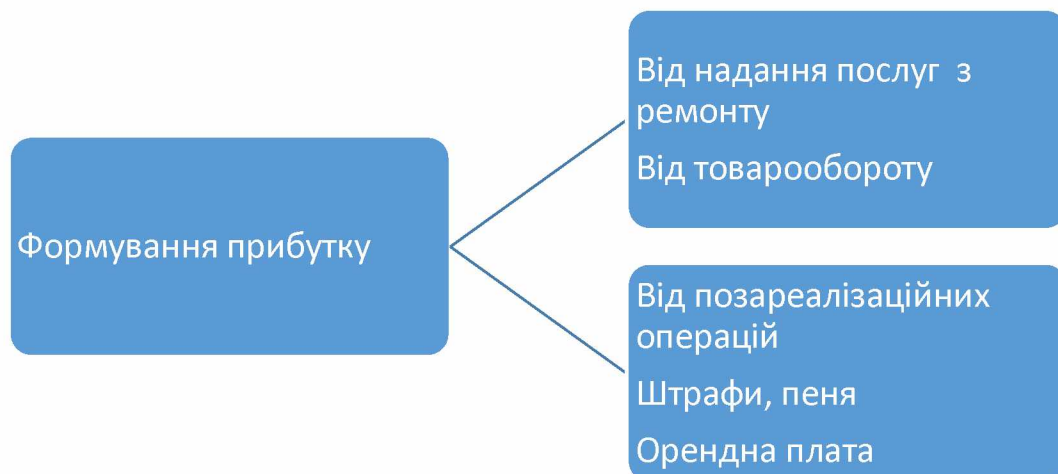 Формування прибутку
Від надання послуг з
ремонту
Від товарообороту
Від позареалізаційних
операцій
Штрафи, пеня
Орендна плата